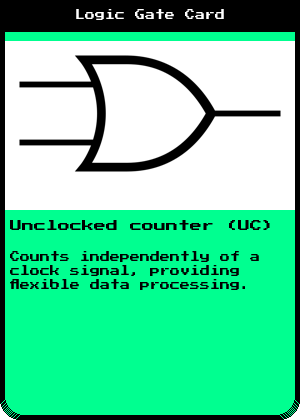 Logic Gate Card
Unclocked counter (UC)
Counts independently of a
clock signal, providing
flexible data processing.